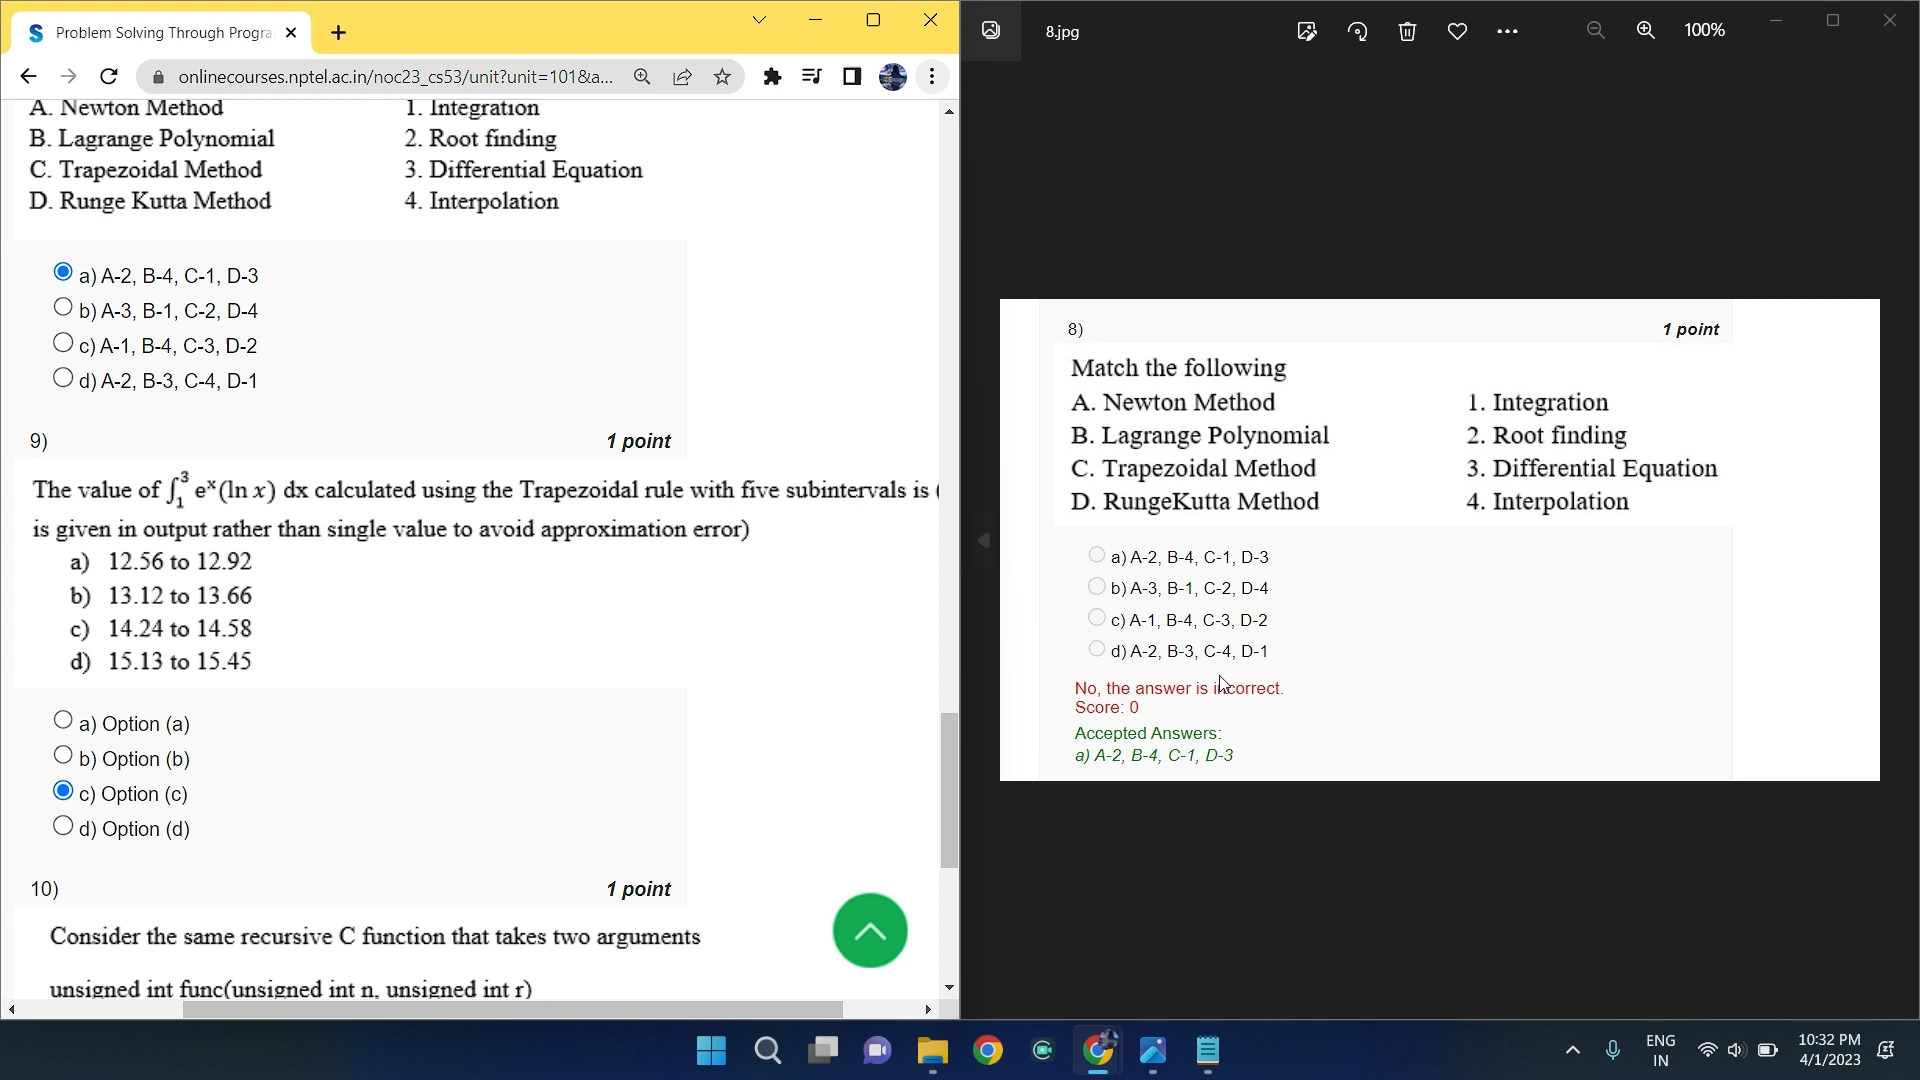 Problem Solving Through Progra
onlinecourses.nptel.ac.in/noc23_cs53/unit?unit=101&a...
A. Newton Method 1. Integration
B. Lagrange Polynomial 2. Root finding
C. Trapezoidal Method 3. Differential Equation
D. Runge Kutta Method 4. Interpolation
a) A-2, B-4, C-1, D-3
b) A-3, B-1, C-2, D-4
c) A-1, B-4, C-3, D-2
d) A-2, B-3, C-4, D-1
9) 1 point
The value of ∫₁³ eˣ(ln x) dx calculated using the Trapezoidal rule with five subintervals is (
is given in output rather than single value to avoid approximation error)
a) 12.56 to 12.92
b) 13.12 to 13.66
c) 14.24 to 14.58
d) 15.13 to 15.45
a) Option (a)
b) Option (b)
c) Option (c)
d) Option (d)
10) 1 point
Consider the same recursive C function that takes two arguments
unsigned int func(unsigned int n, unsigned int r)
8.jpg
100%
8) 1 point
Match the following
A. Newton Method 1. Integration
B. Lagrange Polynomial 2. Root finding
C. Trapezoidal Method 3. Differential Equation
D. RungeKutta Method 4. Interpolation
a) A-2, B-4, C-1, D-3
b) A-3, B-1, C-2, D-4
c) A-1, B-4, C-3, D-2
d) A-2, B-3, C-4, D-1
No, the answer is incorrect.
Score: 0
Accepted Answers:
a) A-2, B-4, C-1, D-3
ENG
IN
10:32 PM
4/1/2023